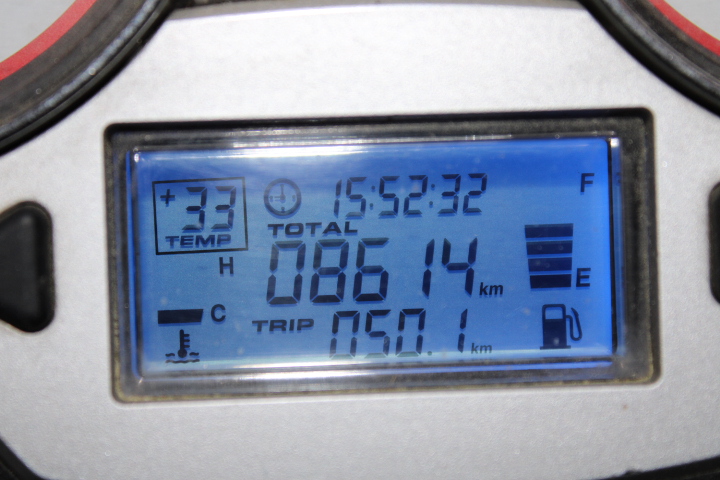 +33 15:52:32 F
TEMP TOTAL
H 08614 km
E
C TRIP 050.1 km